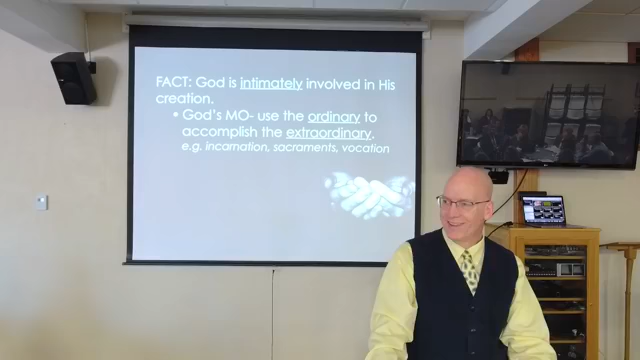 FACT: God is intimately involved in His
creation.
• God's MO- use the ordinary to
accomplish the extraordinary.
e.g. incarnation, sacraments, vocation